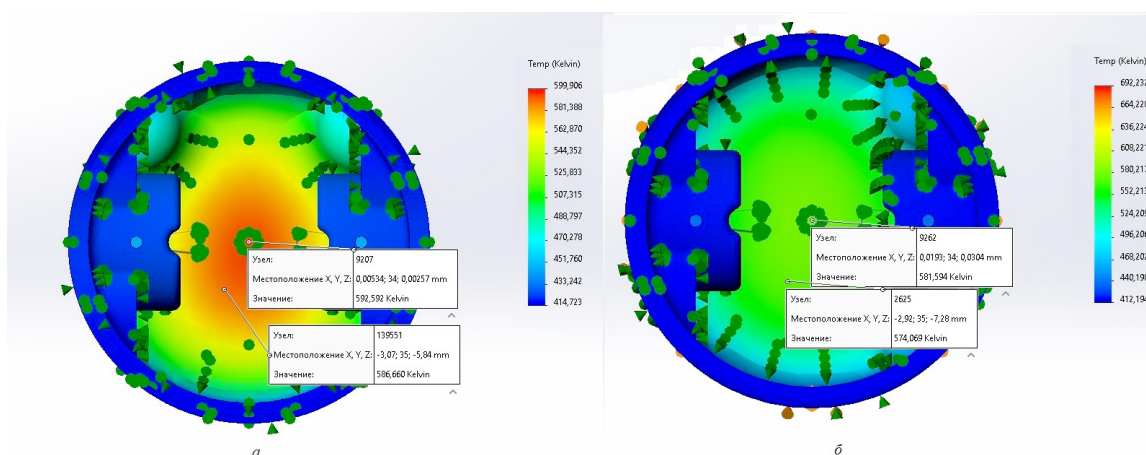 Temp (Kelvin)
599,906
581,388
562,870
544,352
525,833
507,315
488,797
470,278
451,760
433,242
414,723
Узел: 9207
Местоположение X, Y, Z: 0,00534; 34; 0,00257 mm
Значение: 592,592 Kelvin
Узел: 139551
Местоположение X, Y, Z: -3,07; 35; -5,84 mm
Значение: 586,660 Kelvin
а
Temp (Kelvin)
692,232
664,228
636,224
608,221
552,213
524,209
496,206
468,202
440,198
412,194
Узел: 9262
Местоположение X, Y, Z: 0,0193; 34; 0,0304 mm
Значение: 581,594 Kelvin
Узел: 2625
Местоположение X, Y, Z: -2,92; 35; -7,28 mm
Значение: 574,069 Kelvin
б